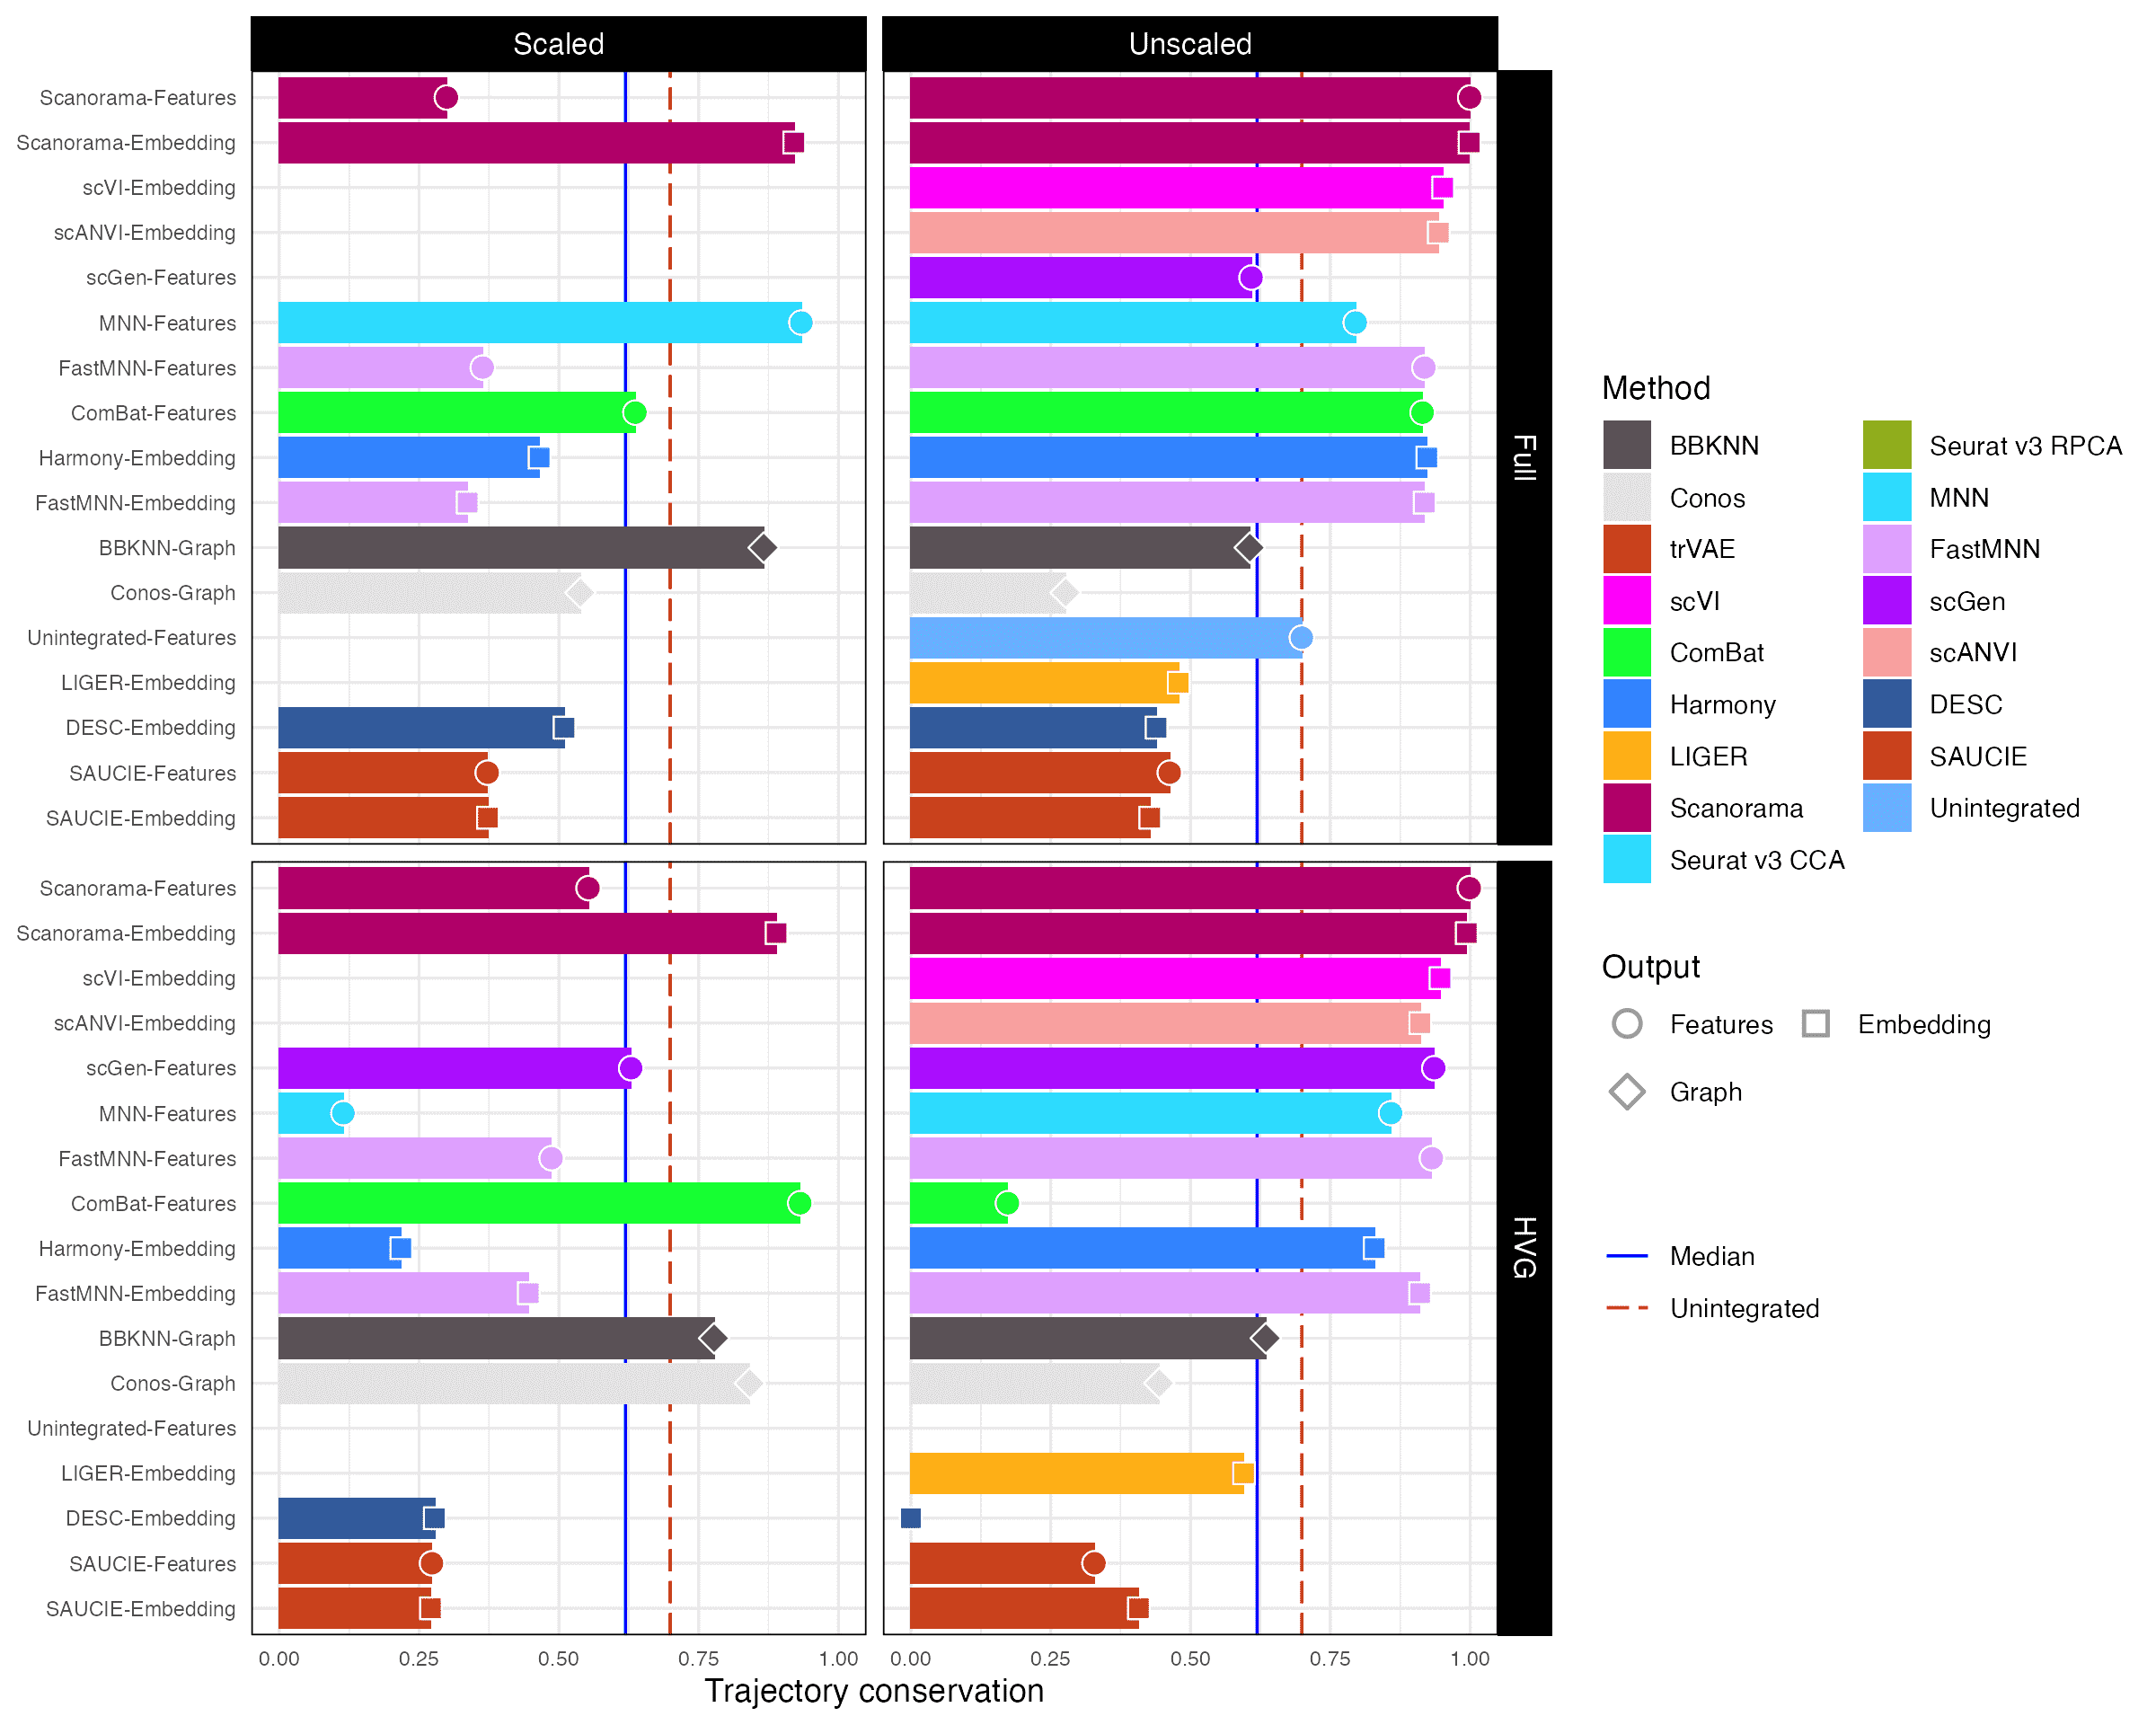 Scaled
Unscaled
Scanorama-Features
Scanorama-Embedding
scVI-Embedding
scANVI-Embedding
scGen-Features
MNN-Features
FastMNN-Features
ComBat-Features
Harmony-Embedding
FastMNN-Embedding
BBKNN-Graph
Conos-Graph
Unintegrated-Features
LIGER-Embedding
DESC-Embedding
SAUCIE-Features
SAUCIE-Embedding
Full
Scanorama-Features
Scanorama-Embedding
scVI-Embedding
scANVI-Embedding
scGen-Features
MNN-Features
FastMNN-Features
ComBat-Features
Harmony-Embedding
FastMNN-Embedding
BBKNN-Graph
Conos-Graph
Unintegrated-Features
LIGER-Embedding
DESC-Embedding
SAUCIE-Features
SAUCIE-Embedding
HVG
0.00 0.25 0.50 0.75 1.00
0.00 0.25 0.50 0.75 1.00
Trajectory conservation
Method
BBKNN
Conos
trVAE
scVI
ComBat
Harmony
LIGER
Scanorama
Seurat v3 CCA
Seurat v3 RPCA
MNN
FastMNN
scGen
scANVI
DESC
SAUCIE
Unintegrated
Output
Features
Embedding
Graph
Median
Unintegrated